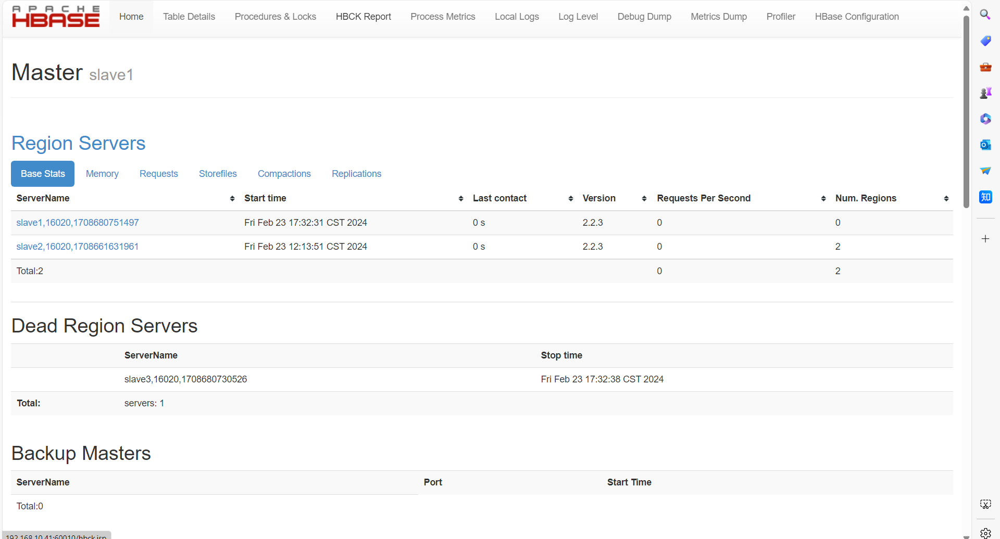 APACHE
HBASE
Home Table Details Procedures & Locks HBCK Report Process Metrics Local Logs Log Level Debug Dump Metrics Dump Profiler HBase Configuration
Master slave1
Region Servers
Base Stats Memory Requests Storefiles Compactions Replications
ServerName Start time Last contact Version Requests Per Second Num. Regions
slave1,16020,1708680751497 Fri Feb 23 17:32:31 CST 2024 0 s 2.2.3 0 0
slave2,16020,1708661631961 Fri Feb 23 12:13:51 CST 2024 0 s 2.2.3 0 2
Total:2 0 2
Dead Region Servers
ServerName Stop time
slave3,16020,1708680730526 Fri Feb 23 17:32:38 CST 2024
Total: servers: 1
Backup Masters
ServerName Port Start Time
Total:0
192.168.10.41:60010/hbck.jsp
知